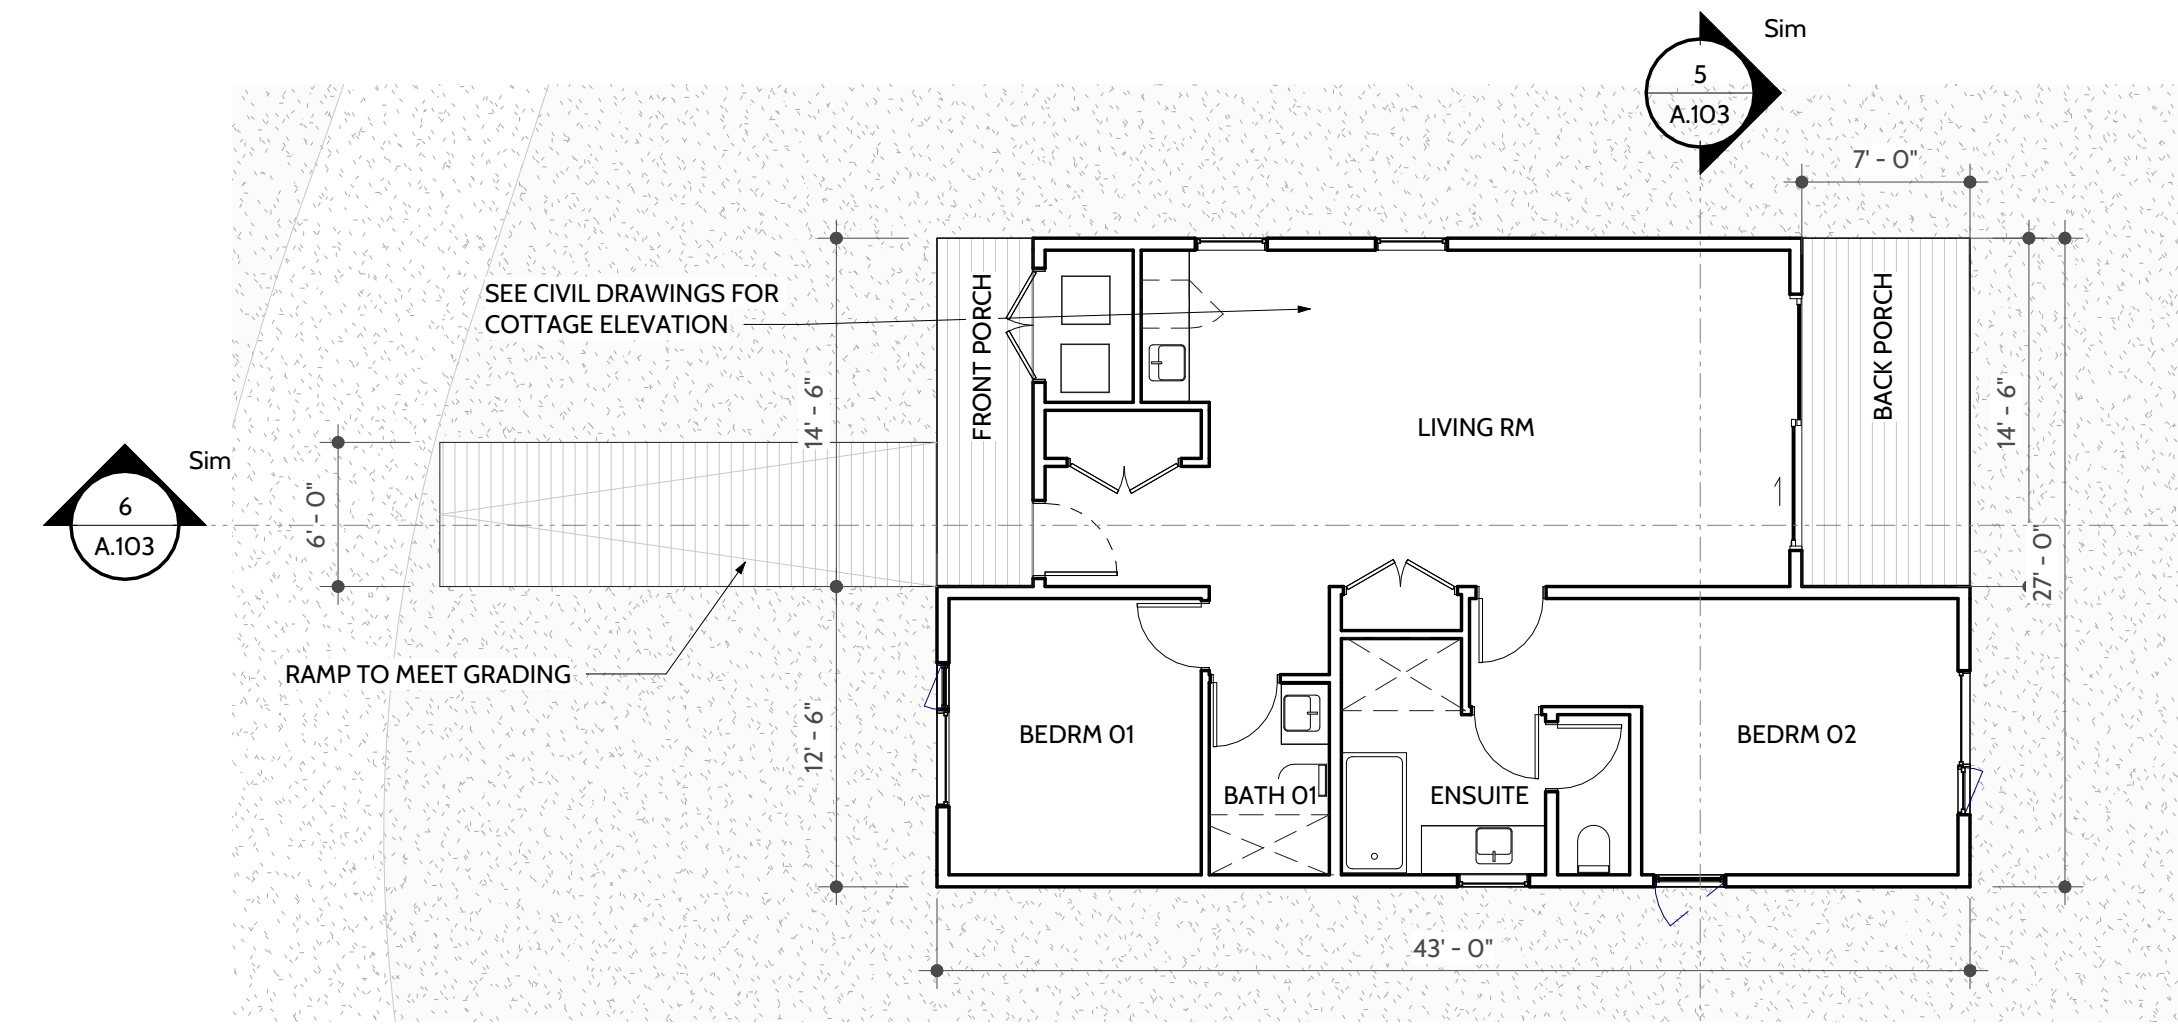 Sim
5
A.103
7' - 0"
SEE CIVIL DRAWINGS FOR
COTTAGE ELEVATION
FRONT PORCH
BACK PORCH
14' - 6"
14' - 6"
LIVING RM
Sim
6
A.103
6' - 0"
27' - 0"
RAMP TO MEET GRADING
12' - 6"
BEDRM 01
BEDRM 02
BATH 01
ENSUITE
43' - 0"